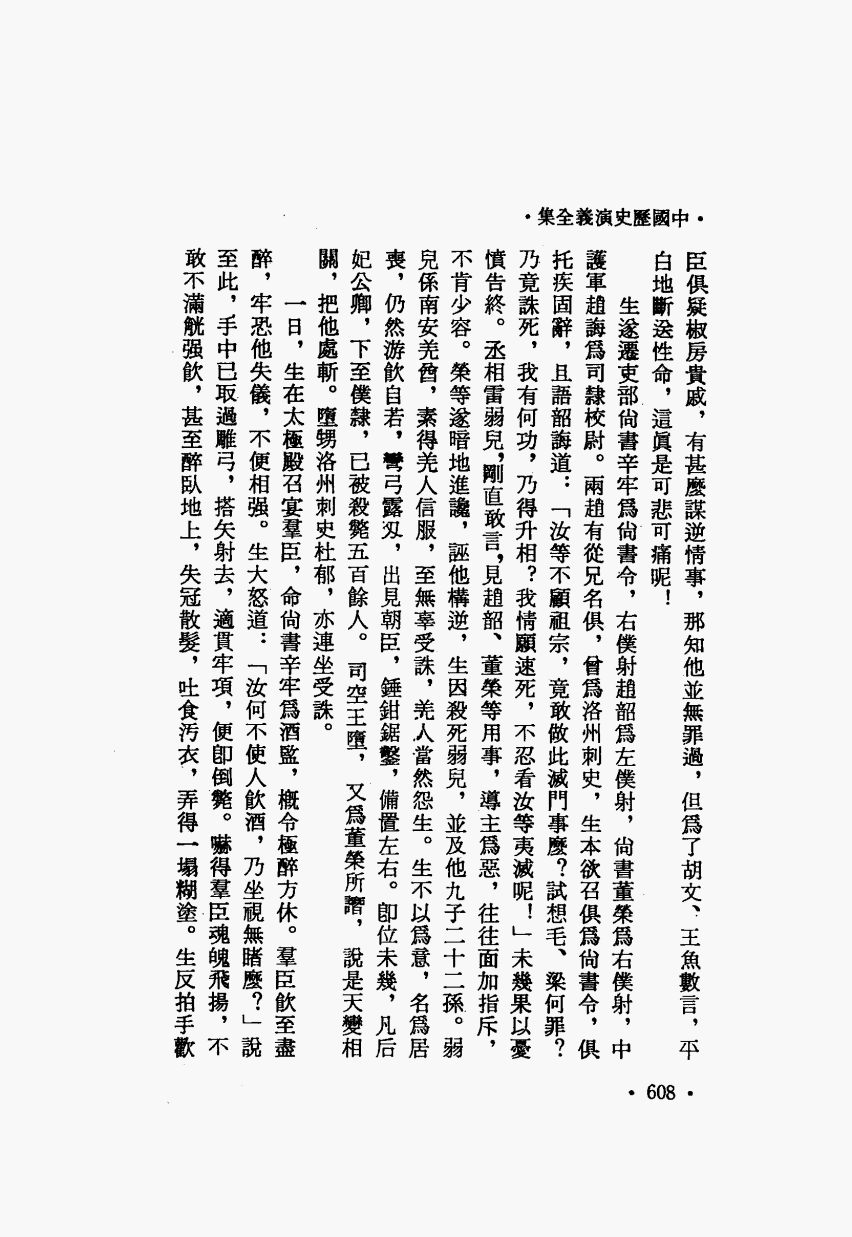 ·中國歷史演義全集·
臣俱疑椒房貴戚，有甚麼謀逆情事，那知他並無罪過，但爲了胡文、王魚數言，平
白地斷送性命，這眞是可悲可痛呢！
生遂遷吏部尙書辛牢爲尙書令，右僕射趙韶爲左僕射，尙書董榮爲右僕射，中
護軍趙誨爲司隸校尉。兩趙有從兄名俱，曾爲洛州刺史，生本欲召俱爲尙書令，俱
托疾固辭，且語韶誨道：「汝等不顧祖宗，竟敢做此滅門事麼？試想毛、梁何罪？
乃竟誅死，我有何功，乃得升相？我情願速死，不忍看汝等夷滅呢！」未幾果以憂
憤告終。丞相雷弱兒，剛直敢言，見趙韶、董榮等用事，導主爲惡，往往面加指斥，
不肯少容。榮等遂暗地進讒，誣他構逆，生因殺死弱兒，並及他九子二十二孫。弱
兒係南安羌酋，素得羌人信服，至無辜受誅，羌人當然怨生。生不以爲意，名爲居
喪，仍然游飲自若，彎弓露刃，出見朝臣，錘鉗鋸鑿，備置左右。卽位未幾，凡后
妃公卿，下至僕隸，已被殺斃五百餘人。司空王墮，又爲董榮所譖，說是天變相
關，把他處斬。墮甥洛州刺史杜郁，亦連坐受誅。
一日，生在太極殿召宴羣臣，命尙書辛牢爲酒監，槪令極醉方休。羣臣飲至盡
醉，牢恐他失儀，不便相强。生大怒道：「汝何不使人飲酒，乃坐視無睹麼？」說
至此，手中已取過雕弓，搭矢射去，適貫牢項，便卽倒斃。嚇得羣臣魂魄飛揚，不
敢不滿觥强飲，甚至醉臥地上，失冠散髮，吐食汚衣，弄得一塌糊塗。生反拍手歡
·608·